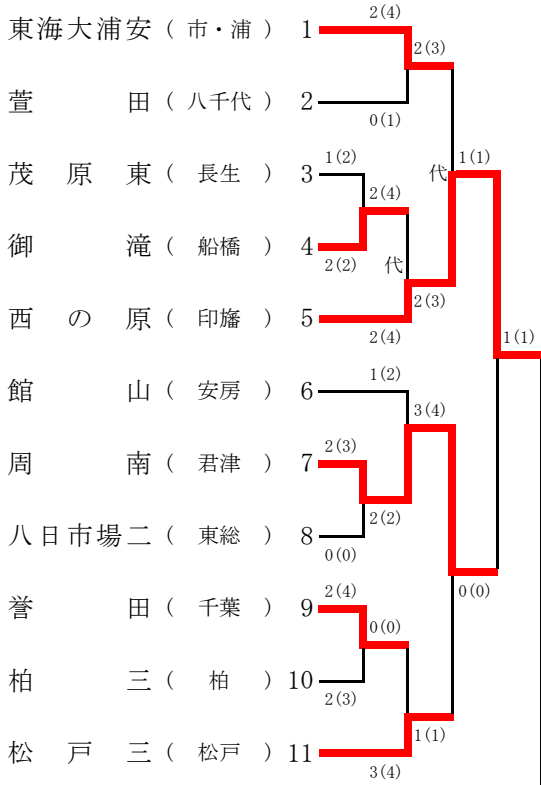 2(4)
東海大浦安 ( 市・浦 ) 1
2(3)
萱田 ( 八千代 ) 2
0(1)
1(2)
1(1)
茂原東 ( 長生 ) 3
代
2(4)
御滝 ( 船橋 ) 4
2(2)
代
2(3)
西の原 ( 印旛 ) 5
2(4)
1(1)
1(2)
館山 ( 安房 ) 6
3(4)
2(3)
周南 ( 君津 ) 7
2(2)
八日市場二 ( 東総 ) 8
0(0)
2(4)
0(0)
誉田 ( 千葉 ) 9
0(0)
柏三 ( 柏 ) 10
2(3)
1(1)
松戸三 ( 松戸 ) 11
3(4)